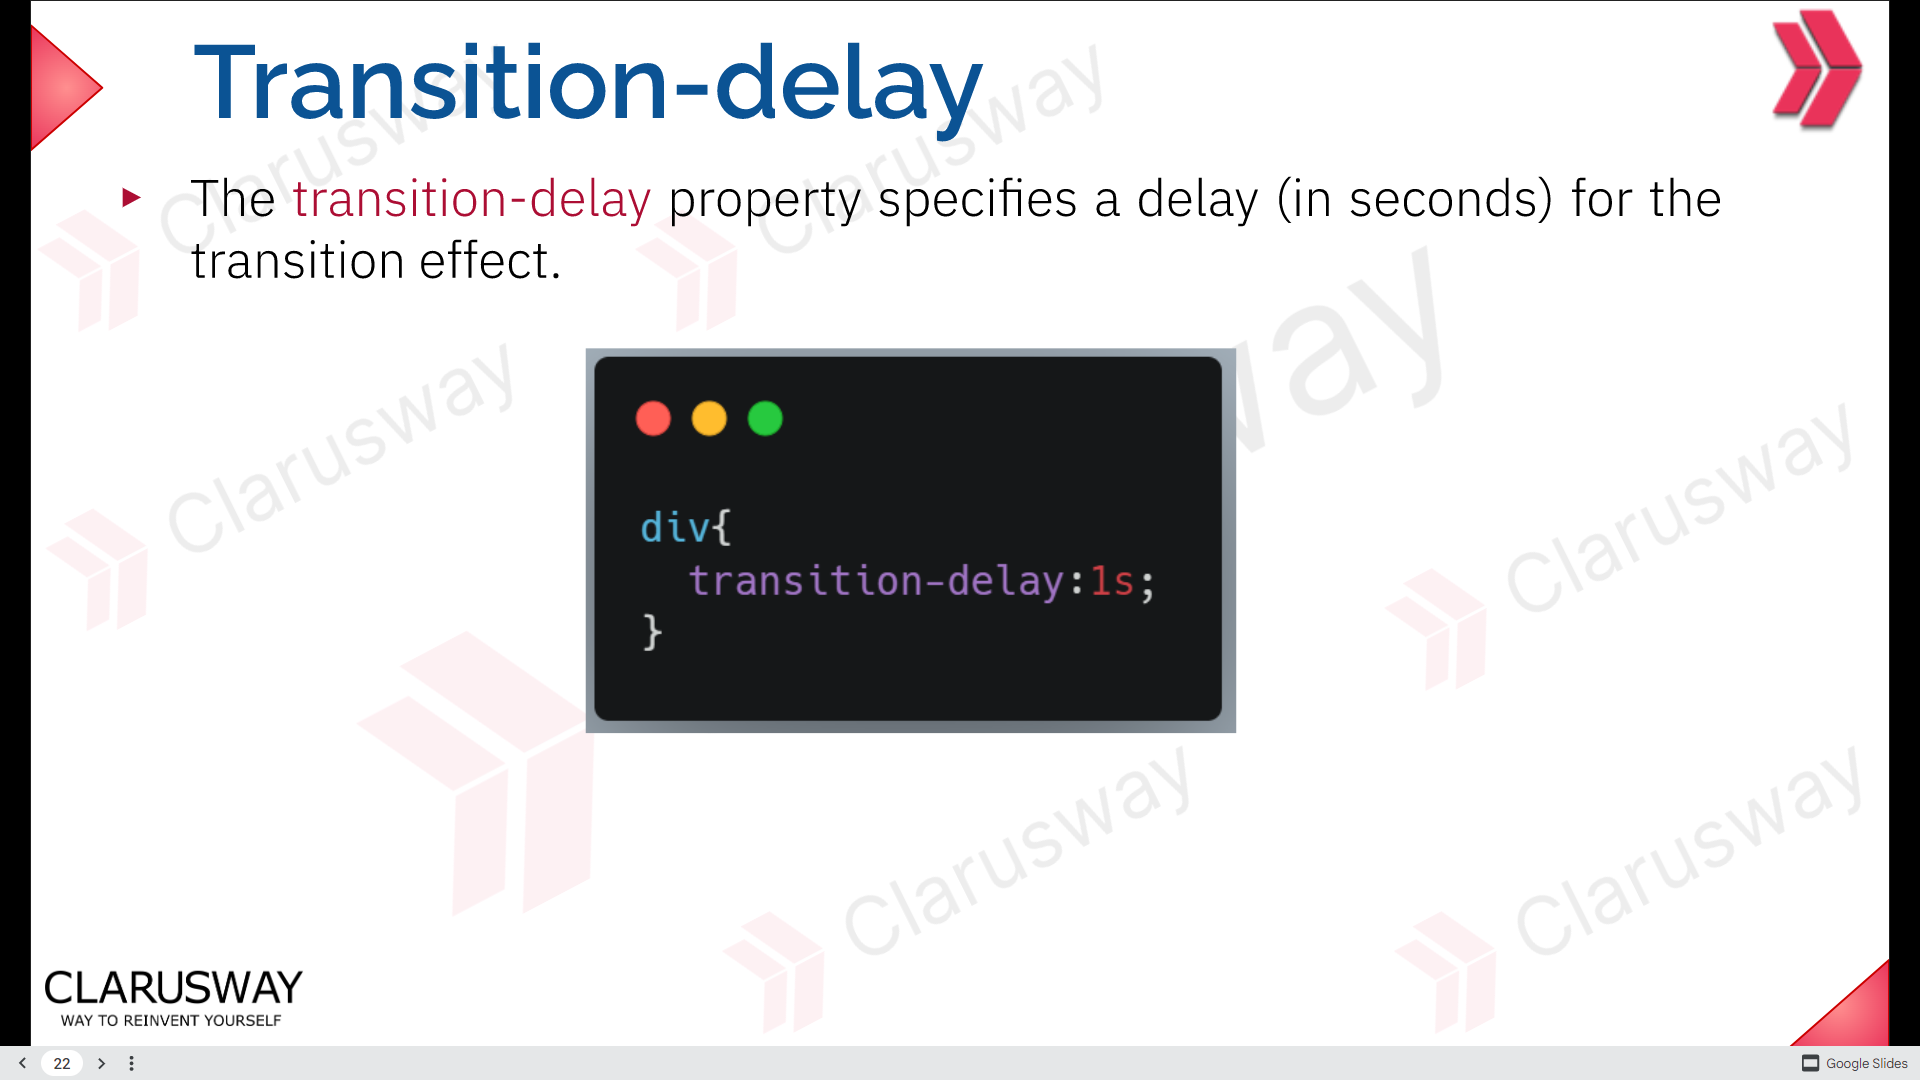 Transition-delay
The transition-delay property specifies a delay (in seconds) for the
transition effect.
div{
transition-delay:1s;
}
Clarusway
Clarusway
way
Clarusway
Clarusway
Clarusway
Clarusway
CLARUSWAY
WAY TO REINVENT YOURSELF
22
Google Slides